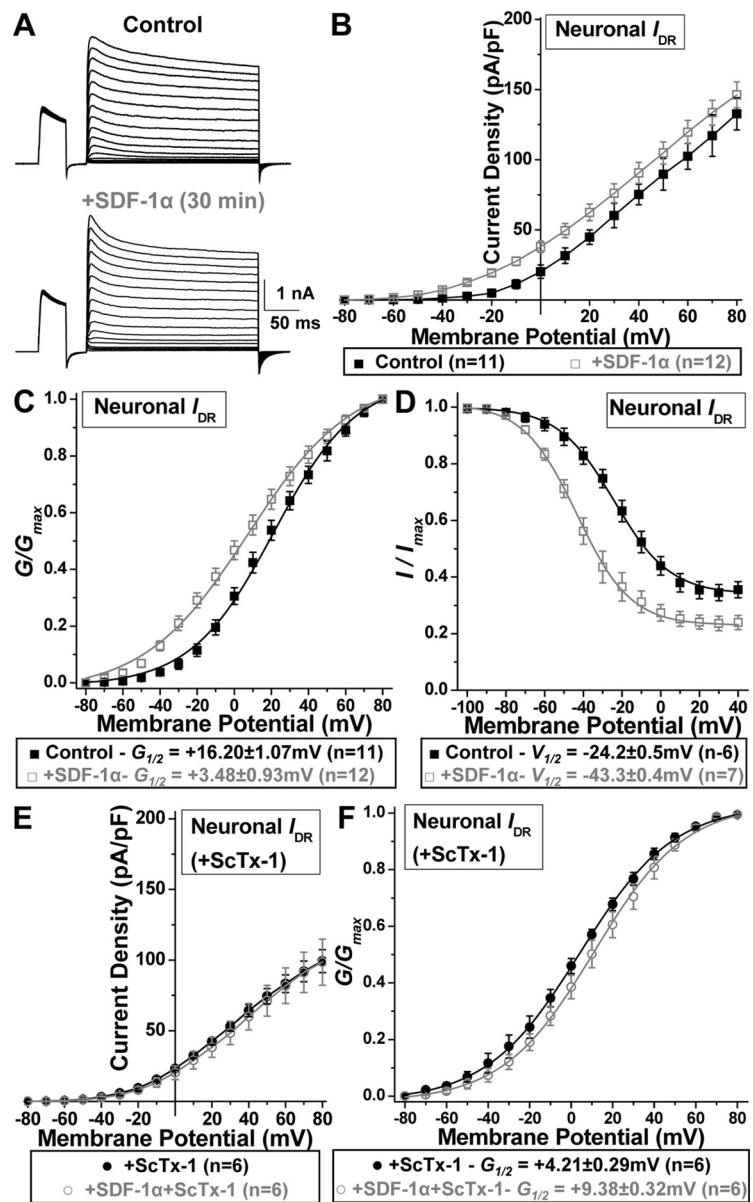 A
Control
+SDF-1α (30 min)
1 nA
50 ms
B
Neuronal IDR
Current Density (pA/pF)
200
150
100
50
-80 -60 -40 -20 20 40 60 80
Membrane Potential (mV)
Control (n=11) +SDF-1α (n=12)
C
Neuronal IDR
G/Gmax
1.0
0.8
0.6
0.4
0.2
0.0
-80 -60 -40 -20 0 20 40 60 80
Membrane Potential (mV)
Control - G1/2 = +16.20±1.07mV (n=11)
+SDF-1α- G1/2 = +3.48±0.93mV (n=12)
D
Neuronal IDR
I / Imax
1.0
0.8
0.6
0.4
0.2
0.0
-100 -80 -60 -40 -20 0 20 40
Membrane Potential (mV)
Control - V1/2 = -24.2±0.5mV (n-6)
+SDF-1α- V1/2 = -43.3±0.4mV (n=7)
E
Neuronal IDR
(+ScTx-1)
Current Density (pA/pF)
200
150
100
50
-80 -60 -40 -20 0 20 40 60 80
Membrane Potential (mV)
+ScTx-1 (n=6)
+SDF-1α+ScTx-1 (n=6)
F
Neuronal IDR
(+ScTx-1)
G/Gmax
1.0
0.8
0.6
0.4
0.2
0.0
-80 -60 -40 -20 0 20 40 60 80
Membrane Potential (mV)
+ScTx-1 - G1/2 = +4.21±0.29mV (n=6)
+SDF-1α+ScTx-1- G1/2 = +9.38±0.32mV (n=6)